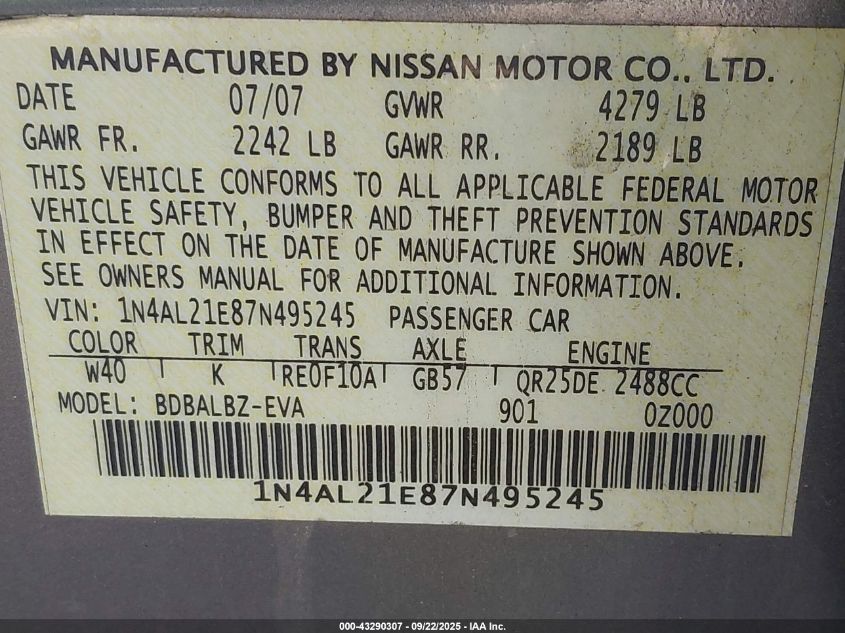 MANUFACTURED BY NISSAN MOTOR CO., LTD.
DATE 07/07 GVWR 4279 LB
GAWR FR. 2242 LB GAWR RR. 2189 LB
THIS VEHICLE CONFORMS TO ALL APPLICABLE FEDERAL MOTOR
VEHICLE SAFETY, BUMPER AND THEFT PREVENTION STANDARDS
IN EFFECT ON THE DATE OF MANUFACTURE SHOWN ABOVE.
SEE OWNERS MANUAL FOR ADDITIONAL INFORMATION.
VIN: 1N4AL21E87N495245 PASSENGER CAR
COLOR TRIM TRANS AXLE ENGINE
W40 K RE0F10A GB57 QR25DE 2488CC
MODEL: BDBALBZ-EVA 901 0Z000
1N4AL21E87N495245
000-43290307 - 09/22/2025 - IAA Inc.